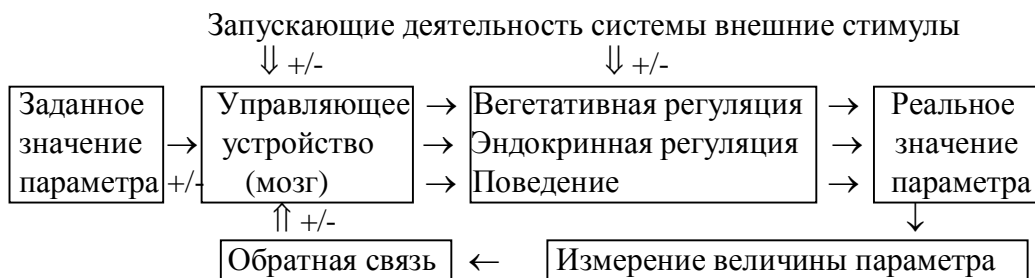 Запускающие деятельность системы внешние стимулы
⇓ +/- ⇓ +/-
Заданное Управляющее → Вегетативная регуляция → Реальное
значение → устройство → Эндокринная регуляция → значение
параметра +/- (мозг) → Поведение → параметра
⇑ +/- ↓
Обратная связь ← Измерение величины параметра